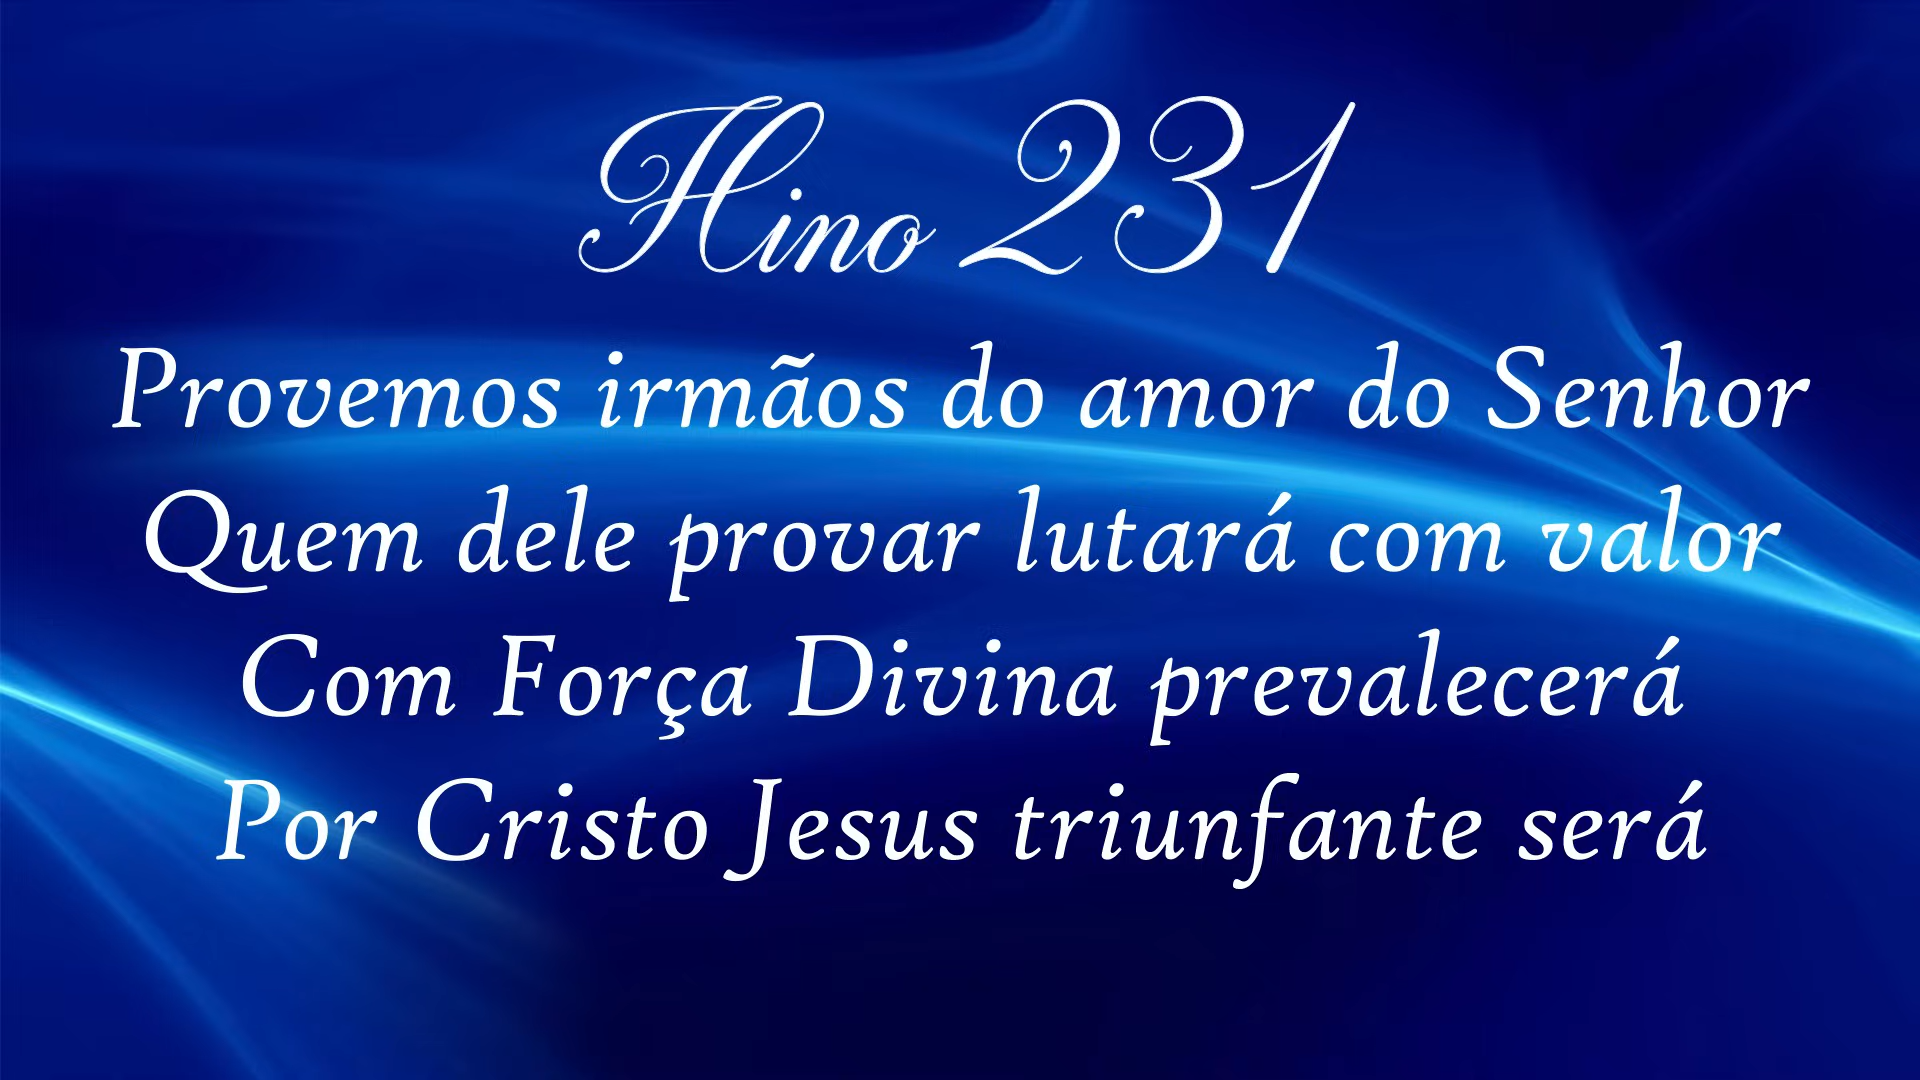 Hino 231
Provemos irmãos do amor do Senhor
Quem dele provar lutará com valor
Com Força Divina prevalecerá
Por Cristo Jesus triunfante será